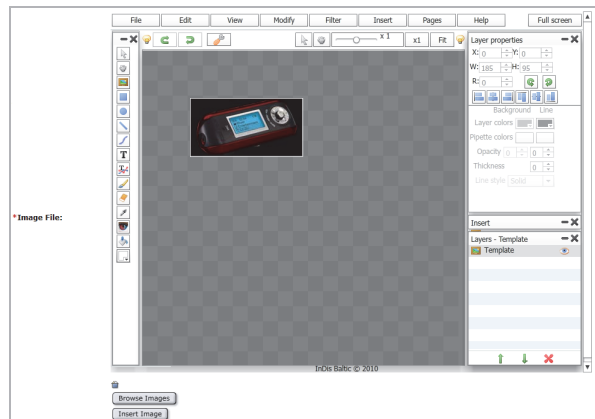 File Edit View Modify Filter Insert Pages Help Full screen
x 1 x1 Fit
Layer properties
X: 0 Y: 0
W: 185 H: 95
R: 0
Background Line
Layer colors
Pipette colors
Opacity 0 0
Thickness 0
Line style Solid
T
*Image File:
Insert
Layers - Template
Template
InDis Baltic © 2010
Browse Images
Insert Image